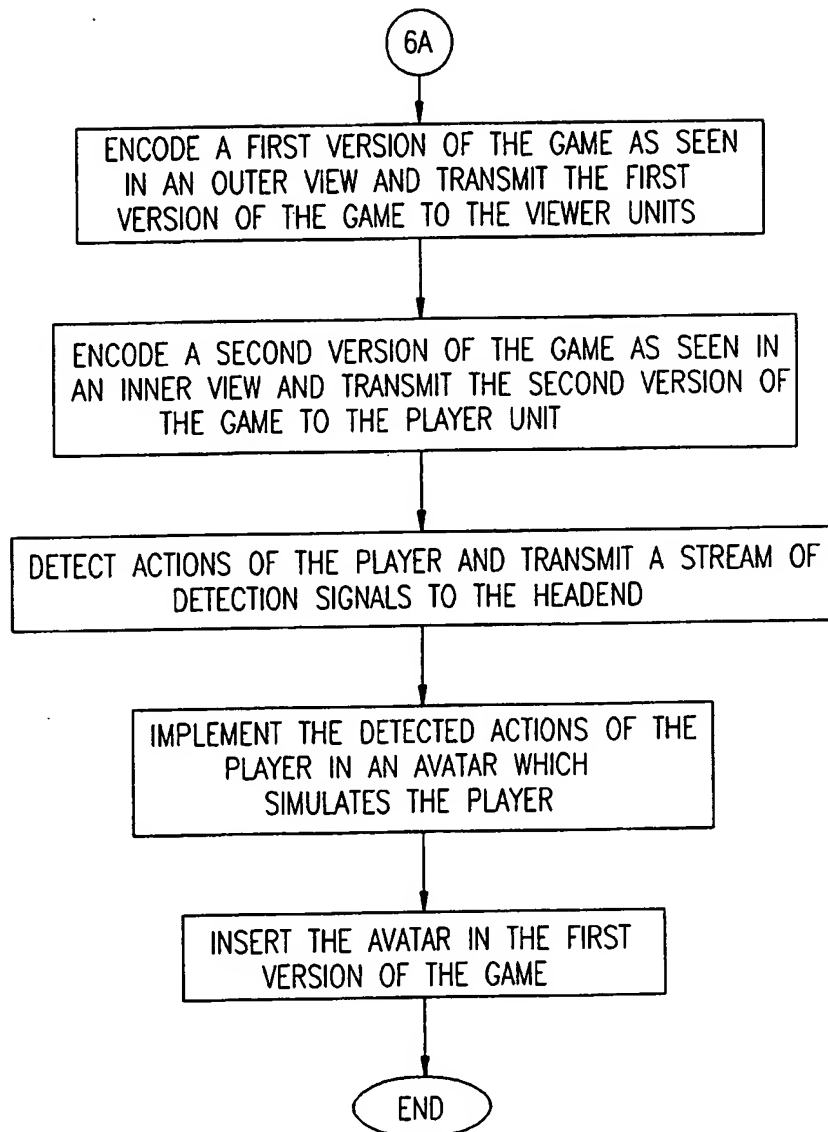 6A
ENCODE A FIRST VERSION OF THE GAME AS SEEN
IN AN OUTER VIEW AND TRANSMIT THE FIRST
VERSION OF THE GAME TO THE VIEWER UNITS
ENCODE A SECOND VERSION OF THE GAME AS SEEN IN
AN INNER VIEW AND TRANSMIT THE SECOND VERSION OF
THE GAME TO THE PLAYER UNIT
DETECT ACTIONS OF THE PLAYER AND TRANSMIT A STREAM OF
DETECTION SIGNALS TO THE HEADEND
IMPLEMENT THE DETECTED ACTIONS OF THE
PLAYER IN AN AVATAR WHICH
SIMULATES THE PLAYER
INSERT THE AVATAR IN THE FIRST
VERSION OF THE GAME
END